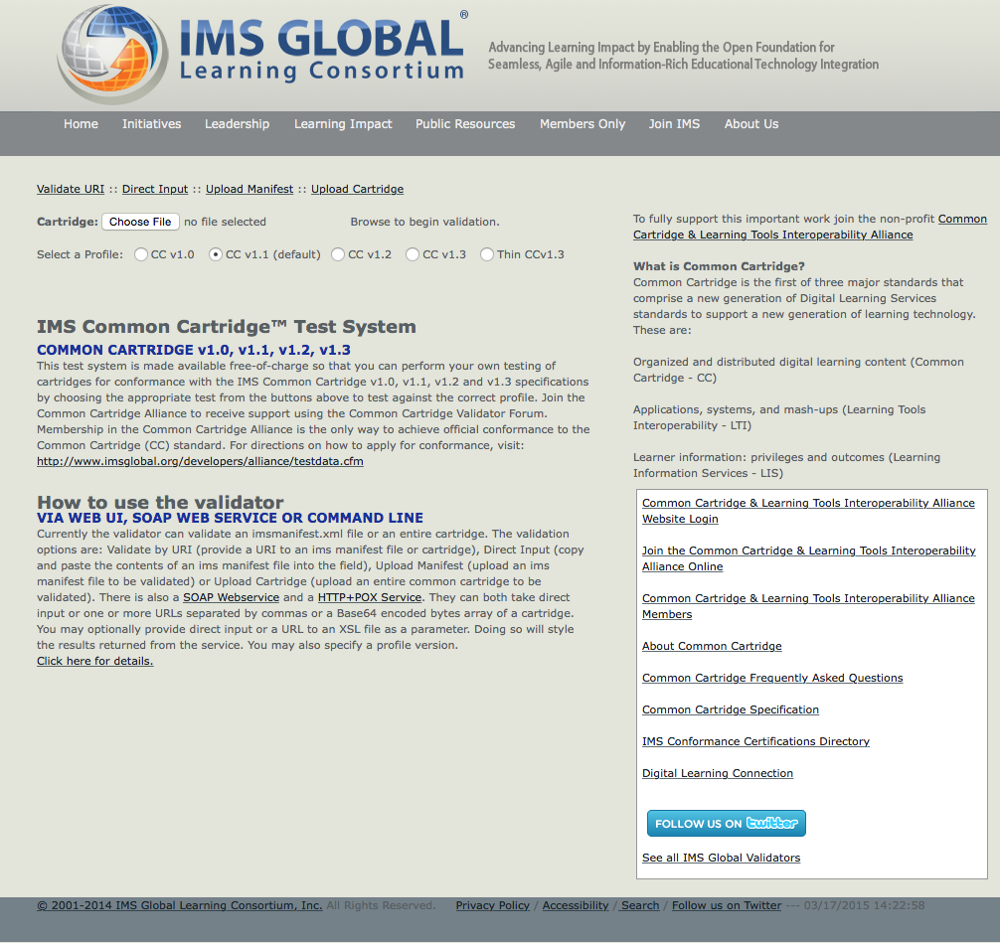 IMS GLOBAL®
Learning Consortium
Advancing Learning Impact by Enabling the Open Foundation for
Seamless, Agile and Information-Rich Educational Technology Integration
Home Initiatives Leadership Learning Impact Public Resources Members Only Join IMS About Us
Validate URI :: Direct Input :: Upload Manifest :: Upload Cartridge
Cartridge: Choose File no file selected Browse to begin validation.
Select a Profile: CC v1.0 CC v1.1 (default) CC v1.2 CC v1.3 Thin CCv1.3
IMS Common Cartridge™ Test System
COMMON CARTRIDGE v1.0, v1.1, v1.2, v1.3
This test system is made available free-of-charge so that you can perform your own testing of
cartridges for conformance with the IMS Common Cartridge v1.0, v1.1, v1.2 and v1.3 specifications
by choosing the appropriate test from the buttons above to test against the correct profile. Join the
Common Cartridge Alliance to receive support using the Common Cartridge Validator Forum.
Membership in the Common Cartridge Alliance is the only way to achieve official conformance to the
Common Cartridge (CC) standard. For directions on how to apply for conformance, visit:
http://www.imsglobal.org/developers/alliance/testdata.cfm
How to use the validator
VIA WEB UI, SOAP WEB SERVICE OR COMMAND LINE
Currently the validator can validate an imsmanifest.xml file or an entire cartridge. The validation
options are: Validate by URI (provide a URI to an ims manifest file or cartridge), Direct Input (copy
and paste the contents of an ims manifest file into the field), Upload Manifest (upload an ims
manifest file to be validated) or Upload Cartridge (upload an entire common cartridge to be
validated). There is also a SOAP Webservice and a HTTP+POX Service. They can both take direct
input or one or more URLs separated by commas or a Base64 encoded bytes array of a cartridge.
You may optionally provide direct input or a URL to an XSL file as a parameter. Doing so will style
the results returned from the service. You may also specify a profile version.
Click here for details.
To fully support this important work join the non-profit Common
Cartridge & Learning Tools Interoperability Alliance
What is Common Cartridge?
Common Cartridge is the first of three major standards that
comprise a new generation of Digital Learning Services
standards to support a new generation of learning technology.
These are:
Organized and distributed digital learning content (Common
Cartridge - CC)
Applications, systems, and mash-ups (Learning Tools
Interoperability - LTI)
Learner information: privileges and outcomes (Learning
Information Services - LIS)
Common Cartridge & Learning Tools Interoperability Alliance
Website Login
Join the Common Cartridge & Learning Tools Interoperability
Alliance Online
Common Cartridge & Learning Tools Interoperability Alliance
Members
About Common Cartridge
Common Cartridge Frequently Asked Questions
Common Cartridge Specification
IMS Conformance Certifications Directory
Digital Learning Connection
FOLLOW US ON twitter
See all IMS Global Validators
© 2001-2014 IMS Global Learning Consortium, Inc. All Rights Reserved. Privacy Policy / Accessibility / Search / Follow us on Twitter --- 03/17/2015 14:22:58